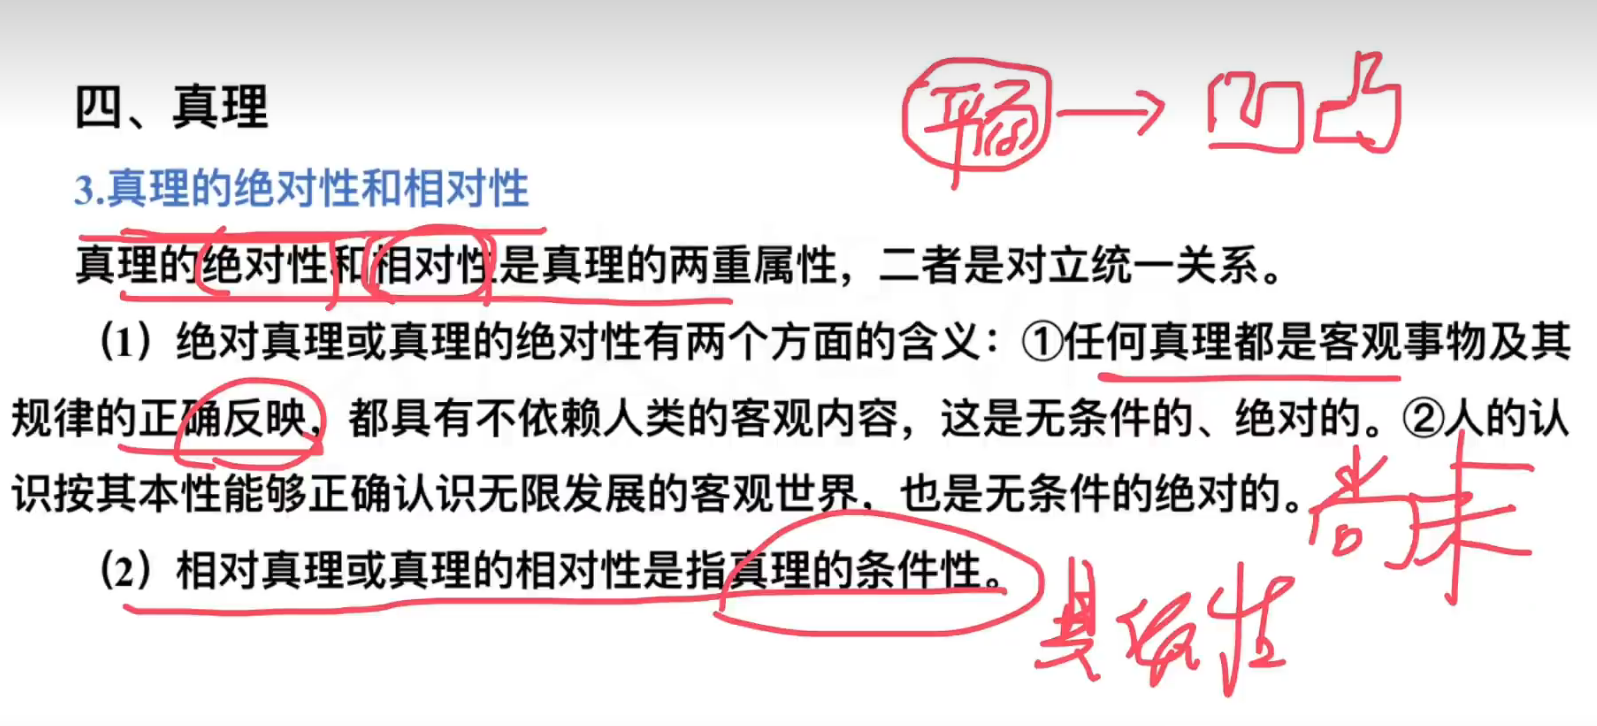 四、真理
凹凸
3.真理的绝对性和相对性
真理的绝对性和相对性是真理的两重属性，二者是对立统一关系。
（1）绝对真理或真理的绝对性有两个方面的含义：①任何真理都是客观事物及其
规律的正确反映，都具有不依赖人类的客观内容，这是无条件的、绝对的。②人的认
识按其本性能够正确认识无限发展的客观世界，也是无条件的绝对的。
尚未
（2）相对真理或真理的相对性是指真理的条件性。